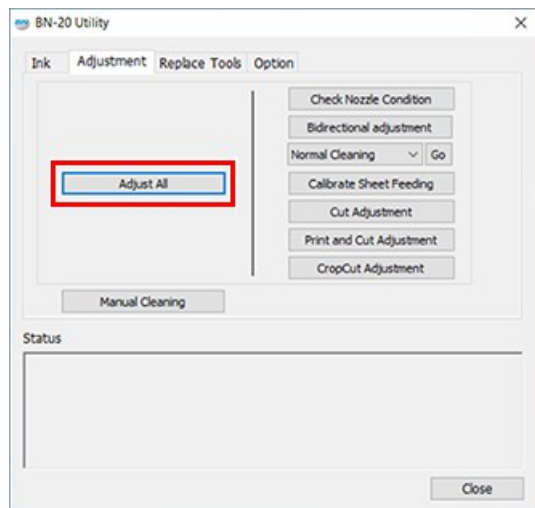 BN-20 Utility
Ink Adjustment Replace Tools Option
Check Nozzle Condition
Bidirectional adjustment
Normal Cleaning Go
Adjust All
Calibrate Sheet Feeding
Cut Adjustment
Print and Cut Adjustment
CropCut Adjustment
Manual Cleaning
Status
Close